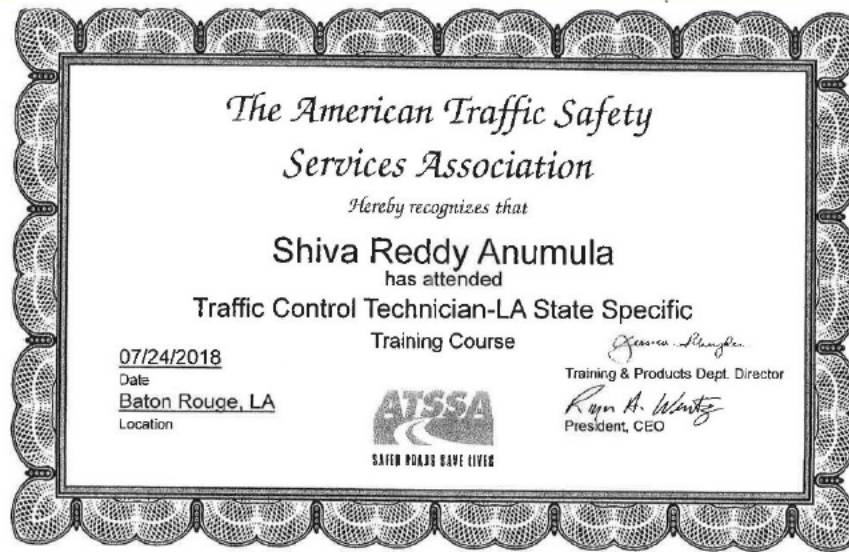 The American Traffic Safety
Services Association
Hereby recognizes that
Shiva Reddy Anumula
has attended
Traffic Control Technician-LA State Specific
Training Course
07/24/2018
Date
Baton Rouge, LA
Location
ATSSA
SAFER ROADS SAVE LIVES
Training & Products Dept. Director
President, CEO